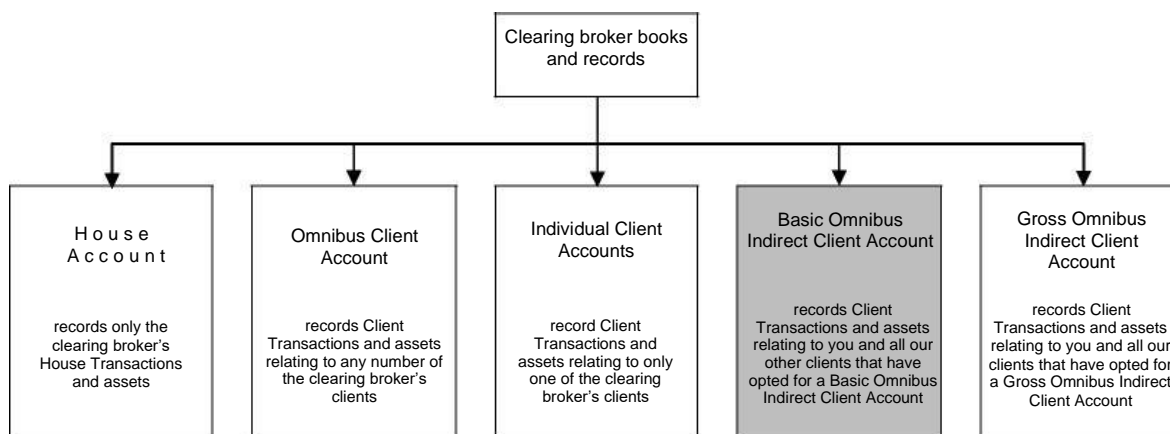 Clearing broker books
and records
H o u s e
A c c o u n t
records only the
clearing broker's
House Transactions
and assets
Omnibus Client
Account
records Client
Transactions and assets
relating to any number of
the clearing broker's
clients
Individual Client
Accounts
record Client
Transactions and
assets relating to only
one of the clearing
broker's clients
Basic Omnibus
Indirect Client Account
records Client
Transactions and assets
relating to you and all our
other clients that have
opted for a Basic Omnibus
Indirect Client Account
Gross Omnibus
Indirect Client
Account
records Client
Transactions and assets
relating to you and all our
clients that have opted for
a Gross Omnibus Indirect
Client Account